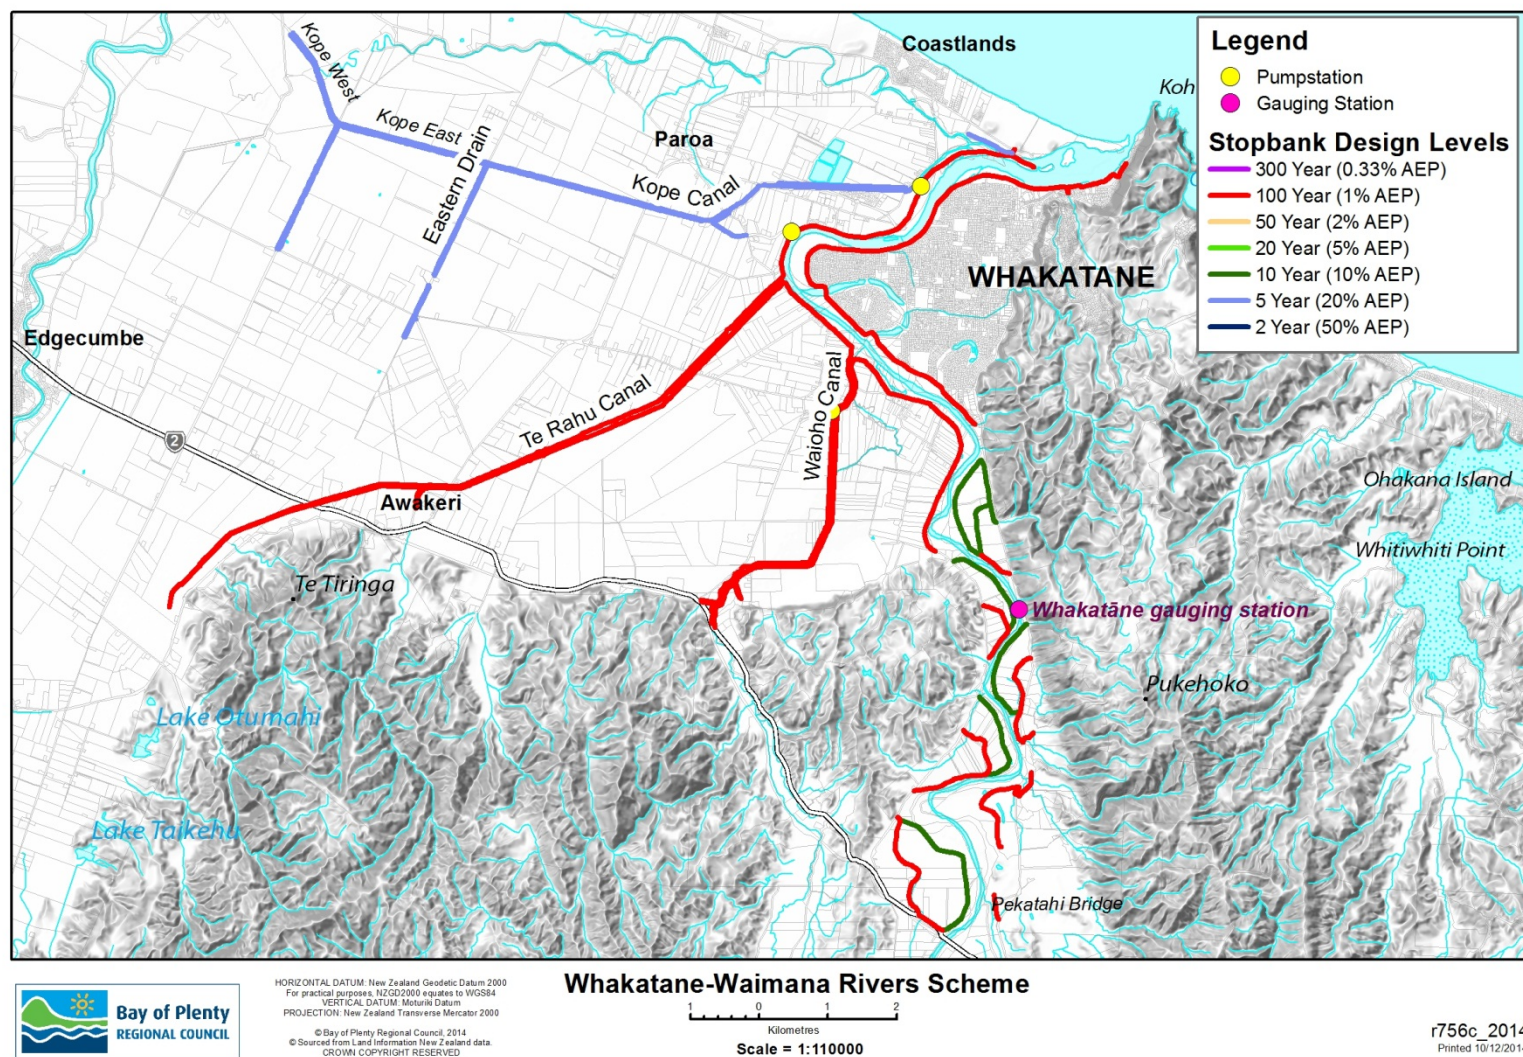 Coastlands
Koh
Kope West
Kope East
Eastern Drain
Paroa
Kope Canal
WHAKATANE
Edgecumbe
2
Te Rahu Canal
Waioho Canal
Awakeri
Te Tiringa
Ohakana Island
Whitiwhiti Point
Whakatāne gauging station
Pukehoko
Lake Otumahi
Lake Taikehu
Pekatahi Bridge
Legend
Pumpstation
Gauging Station
Stopbank Design Levels
300 Year (0.33% AEP)
100 Year (1% AEP)
50 Year (2% AEP)
20 Year (5% AEP)
10 Year (10% AEP)
5 Year (20% AEP)
2 Year (50% AEP)
Bay of Plenty
REGIONAL COUNCIL
HORIZONTAL DATUM: New Zealand Geodetic Datum 2000
For practical purposes, NZGD2000 equates to WGS84
VERTICAL DATUM: Moturiki Datum
PROJECTION: New Zealand Transverse Mercator 2000
© Bay of Plenty Regional Council, 2014
© Sourced from Land Information New Zealand data.
CROWN COPYRIGHT RESERVED
Whakatane-Waimana Rivers Scheme
1 0 1 2
Kilometres
Scale = 1:110000
r756c_2014
Printed 10/12/2014